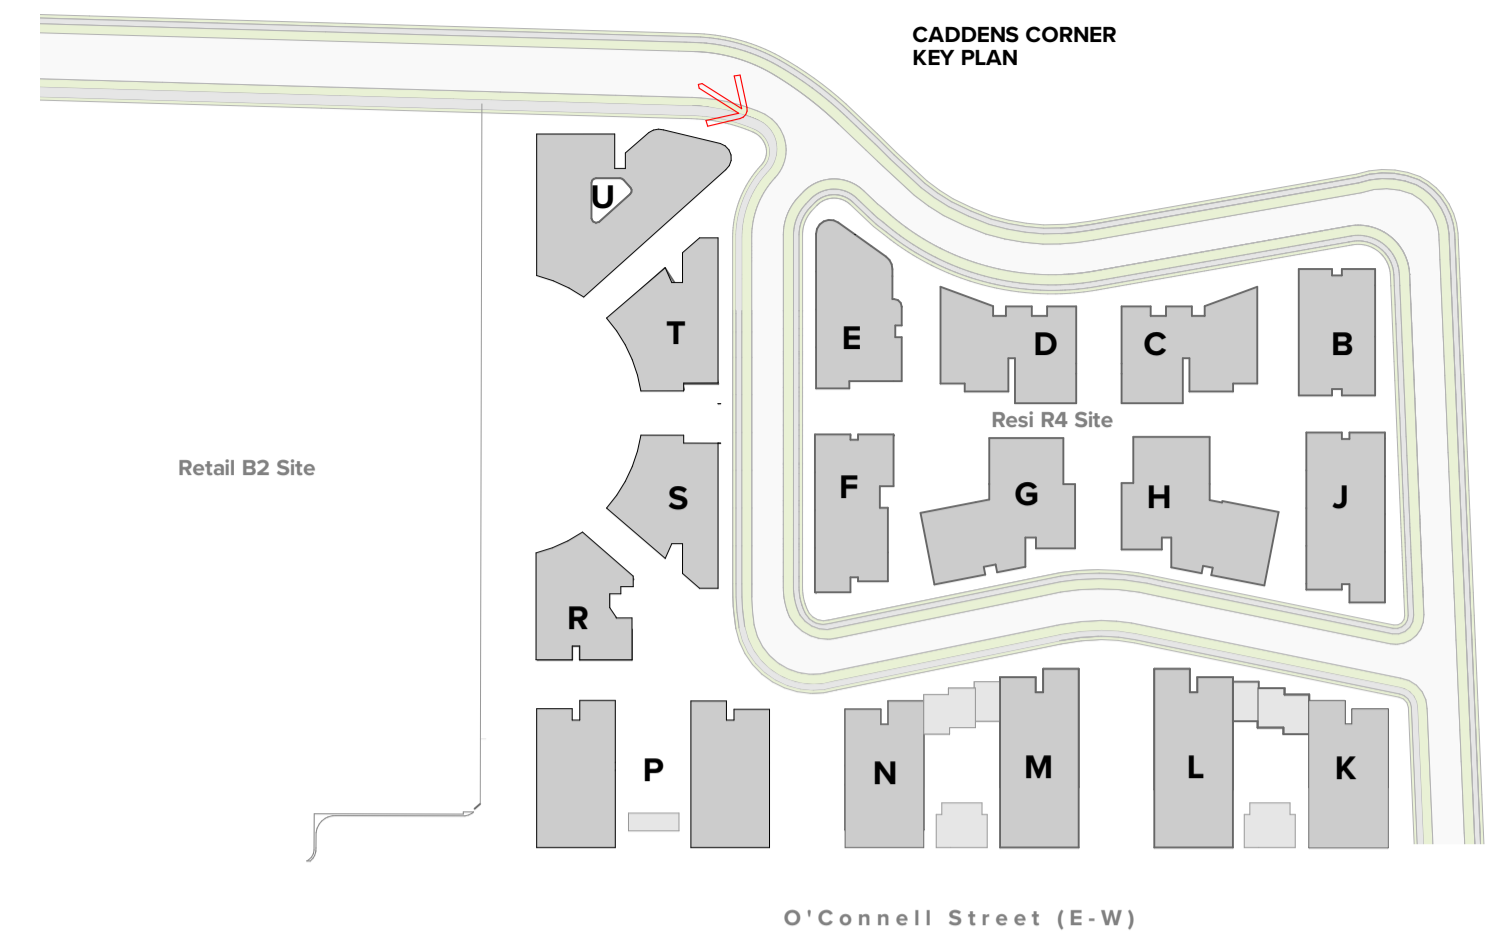 CADDENS CORNER
KEY PLAN
U
T
E
D
C
B
Resi R4 Site
Retail B2 Site
S
F
G
H
J
R
P
N
M
L
K
O'Connell Street (E-W)